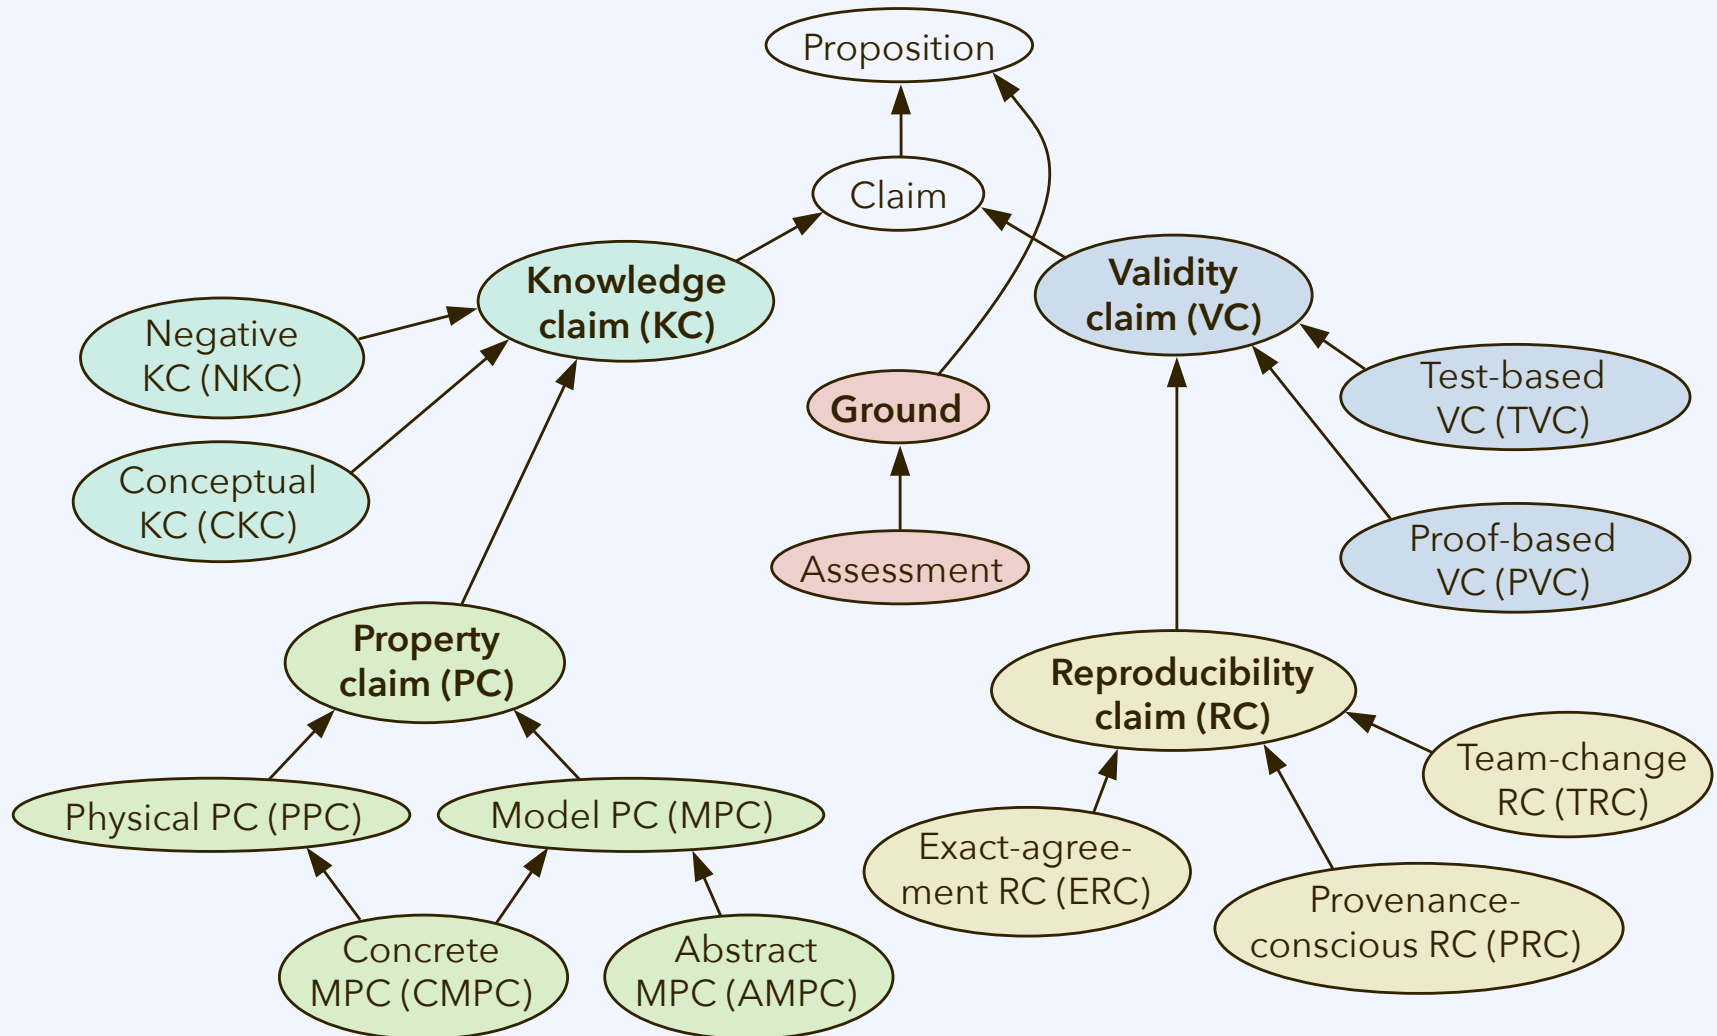 Proposition
Claim
Knowledge
claim (KC)
Validity
claim (VC)
Negative
KC (NKC)
Ground
Test-based
VC (TVC)
Conceptual
KC (CKC)
Assessment
Proof-based
VC (PVC)
Property
claim (PC)
Reproducibility
claim (RC)
Physical PC (PPC)
Model PC (MPC)
Team-change
RC (TRC)
Exact-agree-
ment RC (ERC)
Provenance-
conscious RC (PRC)
Concrete
MPC (CMPC)
Abstract
MPC (AMPC)